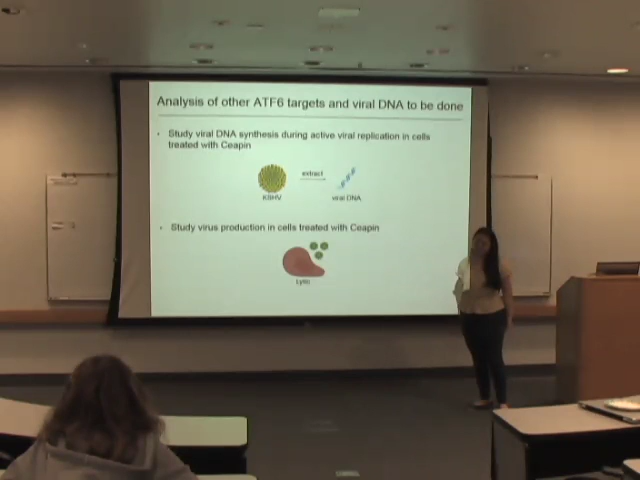 Analysis of other ATF6 targets and viral DNA to be done
• Study viral DNA synthesis during active viral replication in cells
treated with Ceapin
extract
KSHV
viral DNA
• Study virus production in cells treated with Ceapin
Lytic